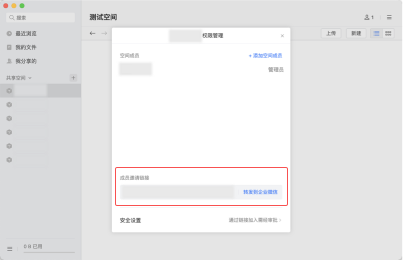 搜索
最近浏览
我的文件
我分享的
共享空间
测试空间
1
上传
新建
权限管理
空间成员
+ 添加空间成员
管理员
成员邀请链接
转发到企业微信
安全设置
通过链接加入需经审批 >
0 B 已用